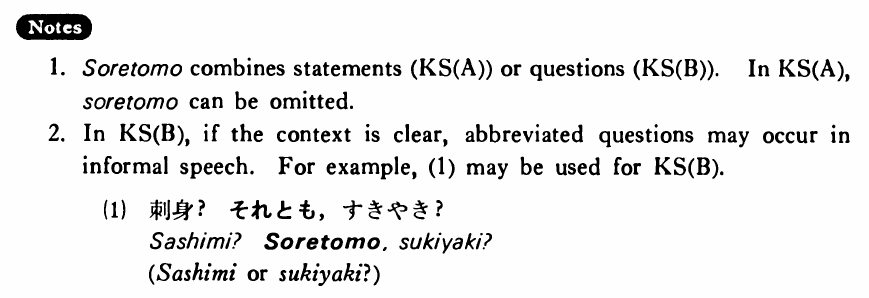 Notes
1. Soretomo combines statements (KS(A)) or questions (KS(B)). In KS(A),
soretomo can be omitted.
2. In KS(B), if the context is clear, abbreviated questions may occur in
informal speech. For example, (1) may be used for KS(B).
(1) 刺身? それとも, すきやき?
Sashimi? Soretomo, sukiyaki?
(Sashimi or sukiyaki?)